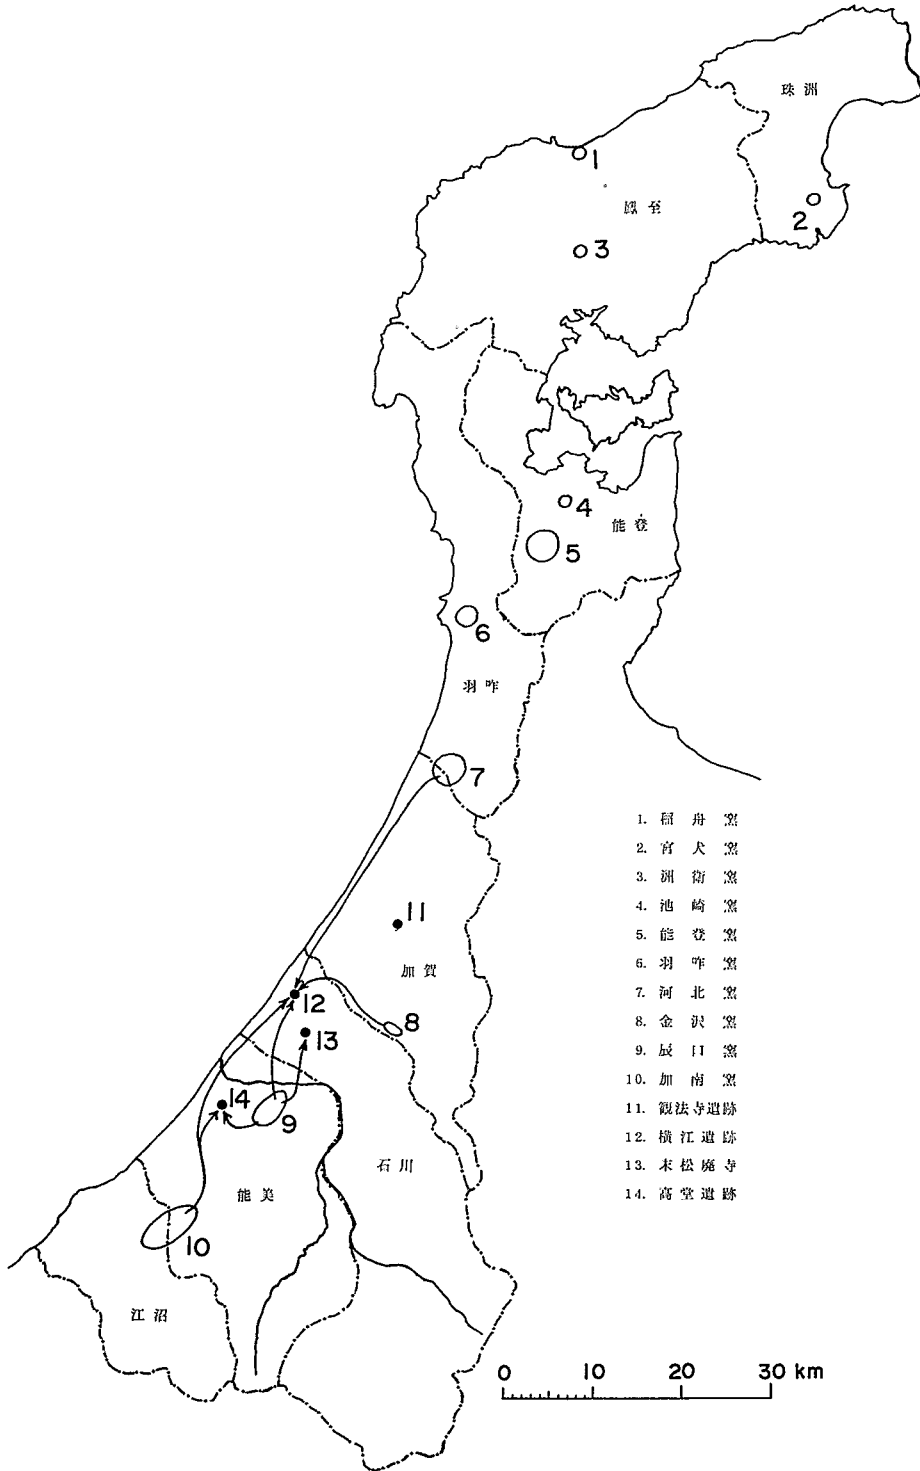 珠洲
1
鳳至
2
3
4
能登
5
6
羽咋
7
1. 稲舟窯
2. 宮犬窯
3. 洲衛窯
4. 池崎窯
5. 能登窯
6. 羽咋窯
7. 河北窯
8. 金沢窯
9. 辰口窯
10. 加南窯
11. 観法寺遺跡
12. 横江遺跡
13. 末松廃寺
14. 高堂遺跡
11
加賀
12
8
13
14
9
石川
能美
10
江沼
0 10 20 30 km